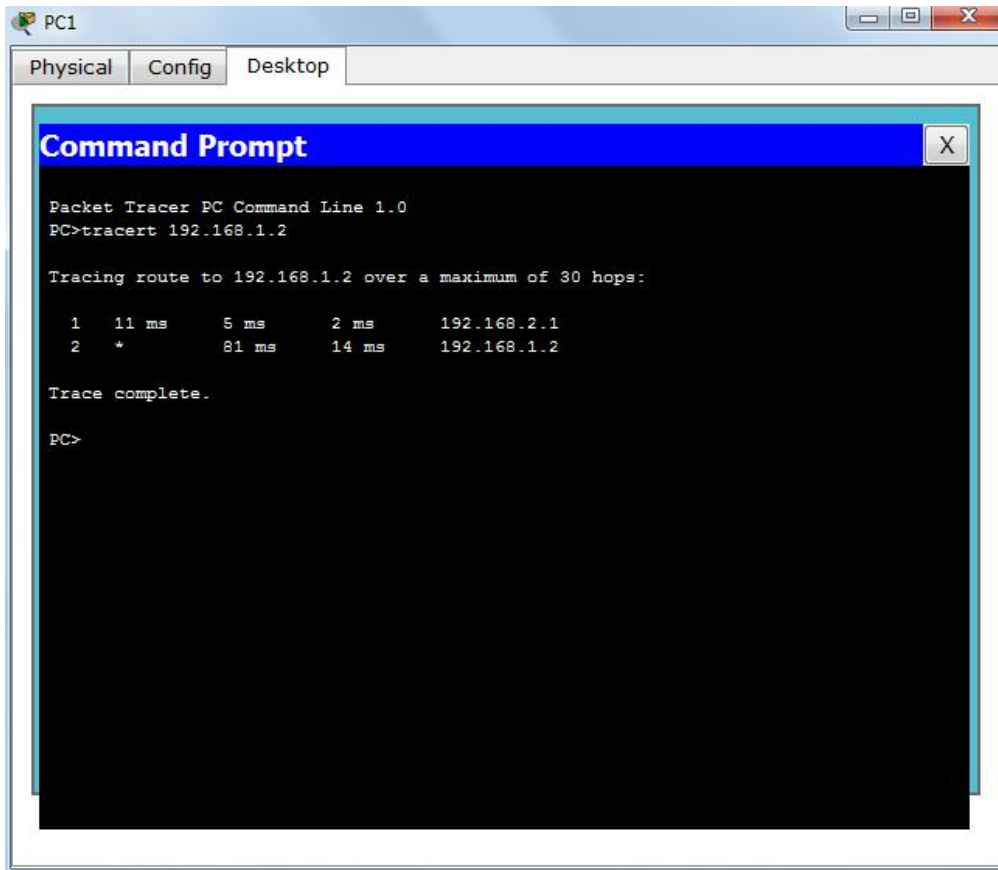 PC1
Physical Config Desktop
Command Prompt X
Packet Tracer PC Command Line 1.0
PC>tracert 192.168.1.2
Tracing route to 192.168.1.2 over a maximum of 30 hops:
1 11 ms 5 ms 2 ms 192.168.2.1
2 * 81 ms 14 ms 192.168.1.2
Trace complete.
PC>